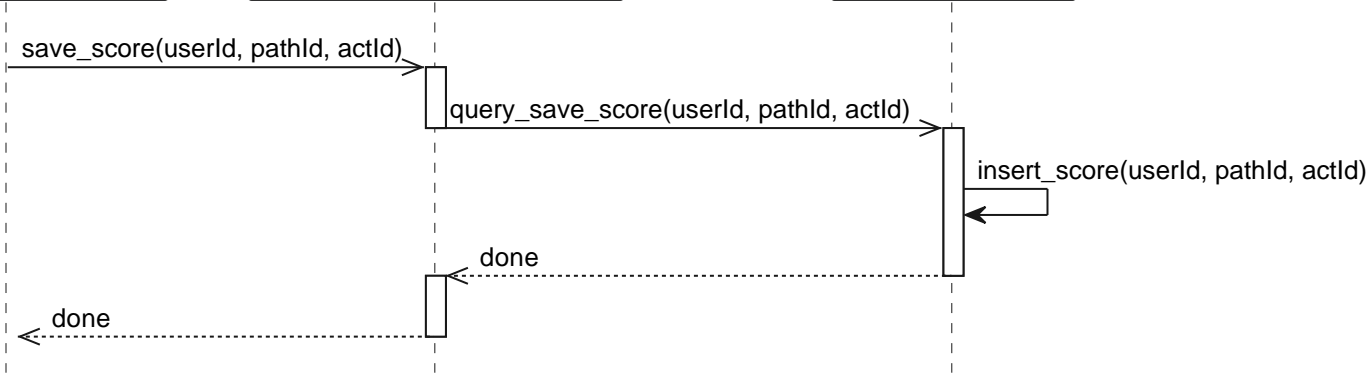 save_score(userId, pathId, actId)
query_save_score(userId, pathId, actId)
insert_score(userId, pathId, actId)
done
done